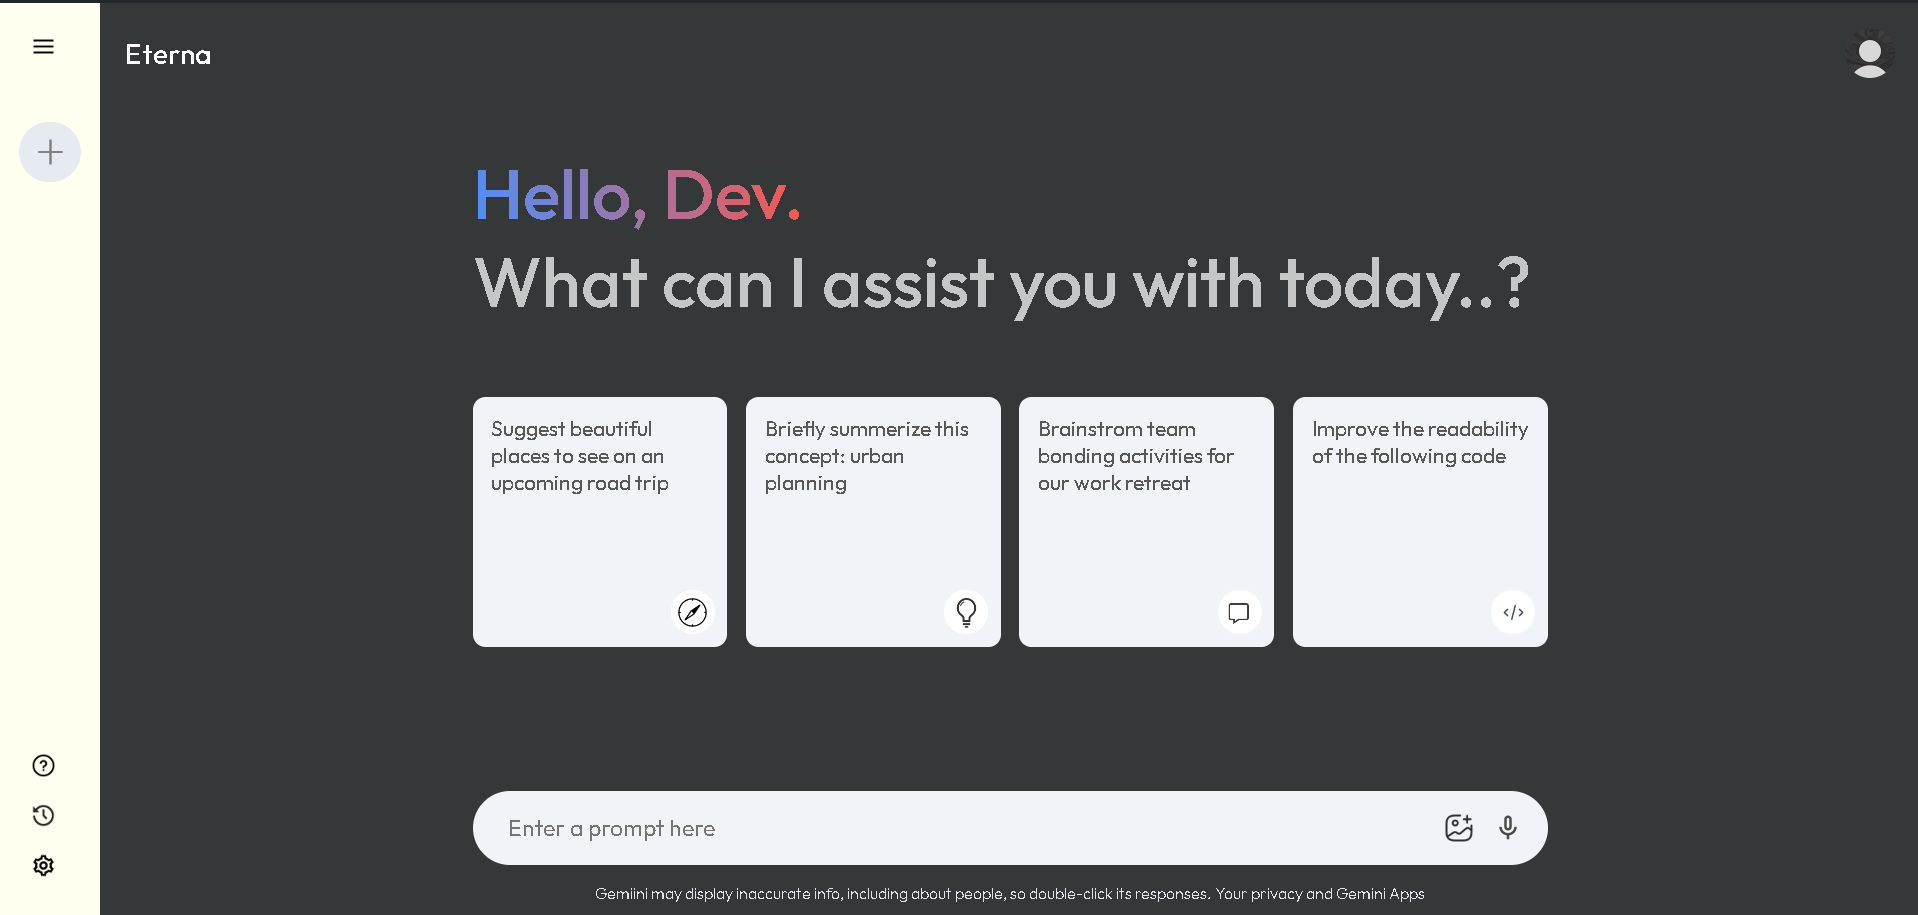 Eterna
Hello, Dev.
What can I assist you with today..?
Suggest beautiful
places to see on an
upcoming road trip
Briefly summerize this
concept: urban
planning
Brainstrom team
bonding activities for
our work retreat
Improve the readability
of the following code
Enter a prompt here
Gemiini may display inaccurate info, including about people, so double-click its responses. Your privacy and Gemini Apps